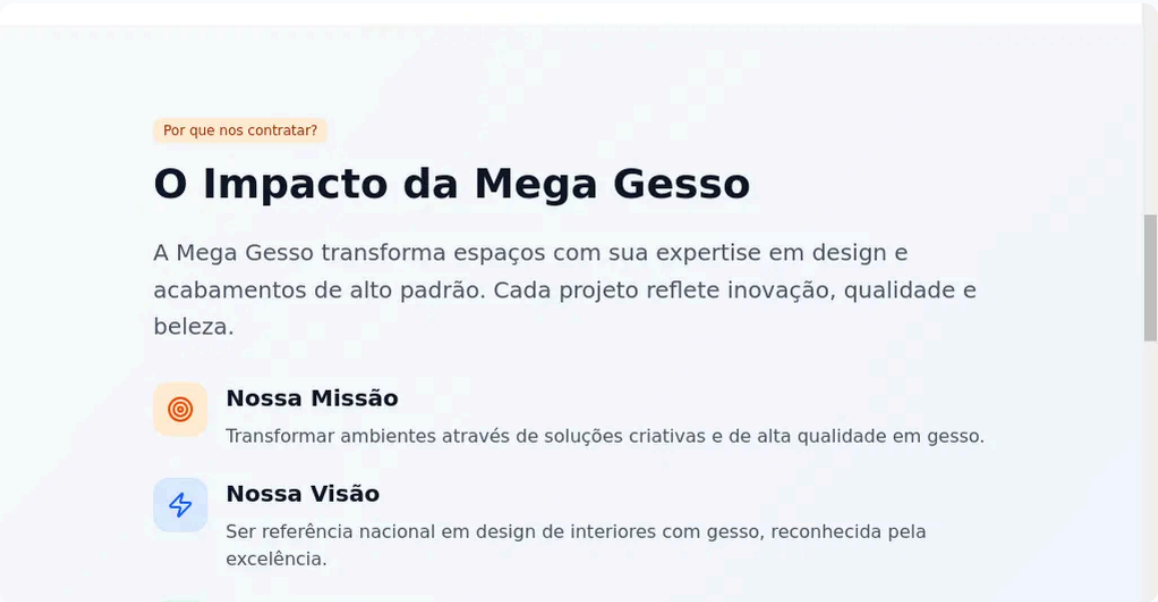 Por que nos contratar?
O Impacto da Mega Gesso
A Mega Gesso transforma espaços com sua expertise em design e
acabamentos de alto padrão. Cada projeto reflete inovação, qualidade e
beleza.
Nossa Missão
Transformar ambientes através de soluções criativas e de alta qualidade em gesso.
Nossa Visão
Ser referência nacional em design de interiores com gesso, reconhecida pela
excelência.